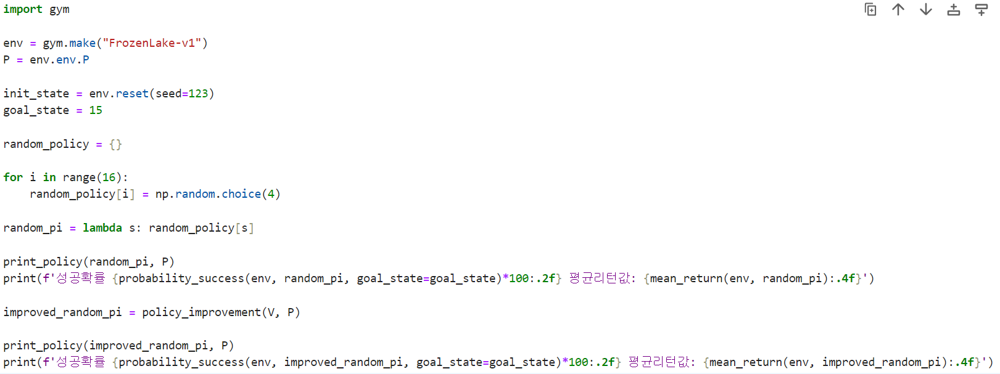 import gym
env = gym.make("FrozenLake-v1")
P = env.env.P
init_state = env.reset(seed=123)
goal_state = 15
random_policy = {}
for i in range(16):
    random_policy[i] = np.random.choice(4)
random_pi = lambda s: random_policy[s]
print_policy(random_pi, P)
print(f'성공확률 {probability_success(env, random_pi, goal_state=goal_state)*100:.2f} 평균리턴값: {mean_return(env, random_pi):.4f}')
improved_random_pi = policy_improvement(V, P)
print_policy(improved_random_pi, P)
print(f'성공확률 {probability_success(env, improved_random_pi, goal_state=goal_state)*100:.2f} 평균리턴값: {mean_return(env, improved_random_pi):.4f}')